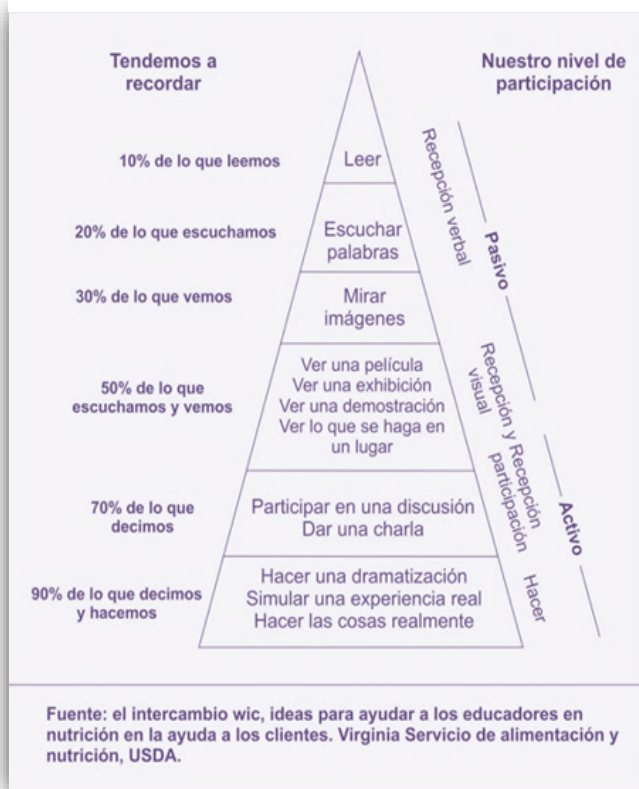 Tendemos a
recordar
Nuestro nivel de
participación
10% de lo que leemos
Leer
20% de lo que escuchamos
Escuchar
palabras
Recepción verbal
Pasivo
30% de lo que vemos
Mirar
imágenes
50% de lo que
escuchamos y vemos
Ver una película
Ver una exhibición
Ver una demostración
Ver lo que se haga en
un lugar
Recepción
visual
70% de lo que
decimos
Participar en una discusión
Dar una charla
Recepción y
participación
Activo
90% de lo que decimos
y hacemos
Hacer una dramatización
Simular una experiencia real
Hacer las cosas realmente
Hacer
Fuente: el intercambio wic, ideas para ayudar a los educadores en
nutrición en la ayuda a los clientes. Virginia Servicio de alimentación y
nutrición, USDA.